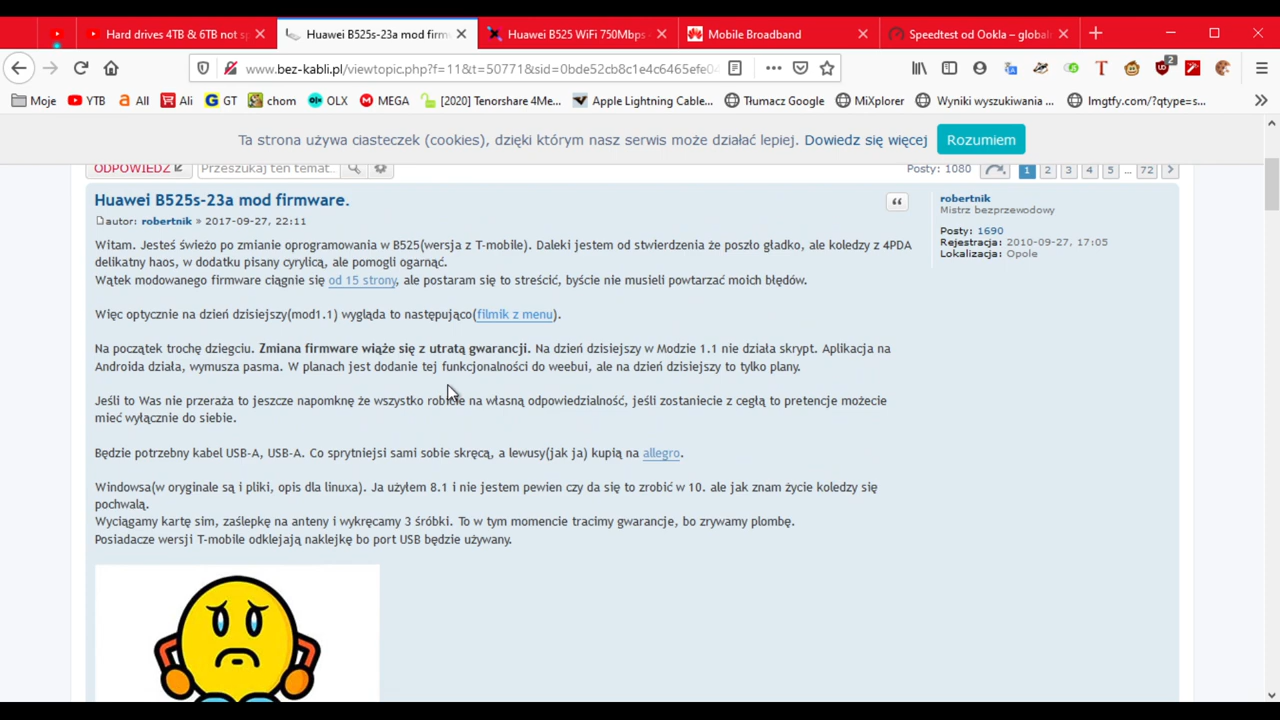 Hard drives 4TB & 6TB not s
Huawei B525s-23a mod firm
Huawei B525 WiFi 750Mbps
Mobile Broadband
Speedtest od Ookla – global
www.bez-kabli.pl/viewtopic.php?f=11&t=50771&sid=0bde52cb8c1e4c6465efe04
2
Moje
YTB
All
Ali
GT
chom
OLX
MEGA
[2020] Tenorshare 4Me...
Apple Lightning Cable...
Tłumacz Google
MiXplorer
Wyniki wyszukiwania ...
lmgtfy.com/?qtype=s...
Ta strona używa ciasteczek (cookies), dzięki którym nasz serwis może działać lepiej. Dowiedz się więcej
Rozumiem
ODPOWIEDZ
Przeszukaj ten temat..
Posty: 1080
1 2 3 4 5 ... 72
Huawei B525s-23a mod firmware.
autor: robertnik » 2017-09-27, 22:11
robertnik
Mistrz bezprzewodowy
Posty: 1690
Rejestracja: 2010-09-27, 17:05
Lokalizacja: Opole
Witam. Jesteś świeżo po zmianie oprogramowania w B525(wersja z T-mobile). Daleki jestem od stwierdzenia że poszło gładko, ale koledzy z 4PDA
delikatny haos, w dodatku pisany cyrylicą, ale pomogli ogarnąć.
Wątek modowanego firmware ciągnie się od 15 strony, ale postaram się to streścić, byście nie musieli powtarzać moich błędów.
Więc optycznie na dzień dzisiejszy(mod1.1) wygląda to następująco(filmik z menu).
Na początek trochę dziegciu. Zmiana firmware wiąże się z utratą gwarancji. Na dzień dzisiejszy w Modzie 1.1 nie działa skrypt. Aplikacja na
Androida działa, wymusza pasma. W planach jest dodanie tej funkcjonalności do weebui, ale na dzień dzisiejszy to tylko plany.
Jeśli to Was nie przeraża to jeszcze napomknę że wszystko robicie na własną odpowiedzialność, jeśli zostaniecie z cegłą to pretencje możecie
mieć wyłącznie do siebie.
Będzie potrzebny kabel USB-A, USB-A. Co sprytniejsi sami sobie skręcą, a lewusy(jak ja) kupią na allegro.
Windowsa(w oryginale są i pliki, opis dla linuxa). Ja użyłem 8.1 i nie jestem pewien czy da się to zrobić w 10. ale jak znam życie koledzy się
pochwalą.
Wyciągamy kartę sim, zaślepkę na anteny i wykręcamy 3 śróbki. To w tym momencie tracimy gwarancje, bo zrywamy plombę.
Posiadacze wersji T-mobile odklejają naklejkę bo port USB będzie używany.